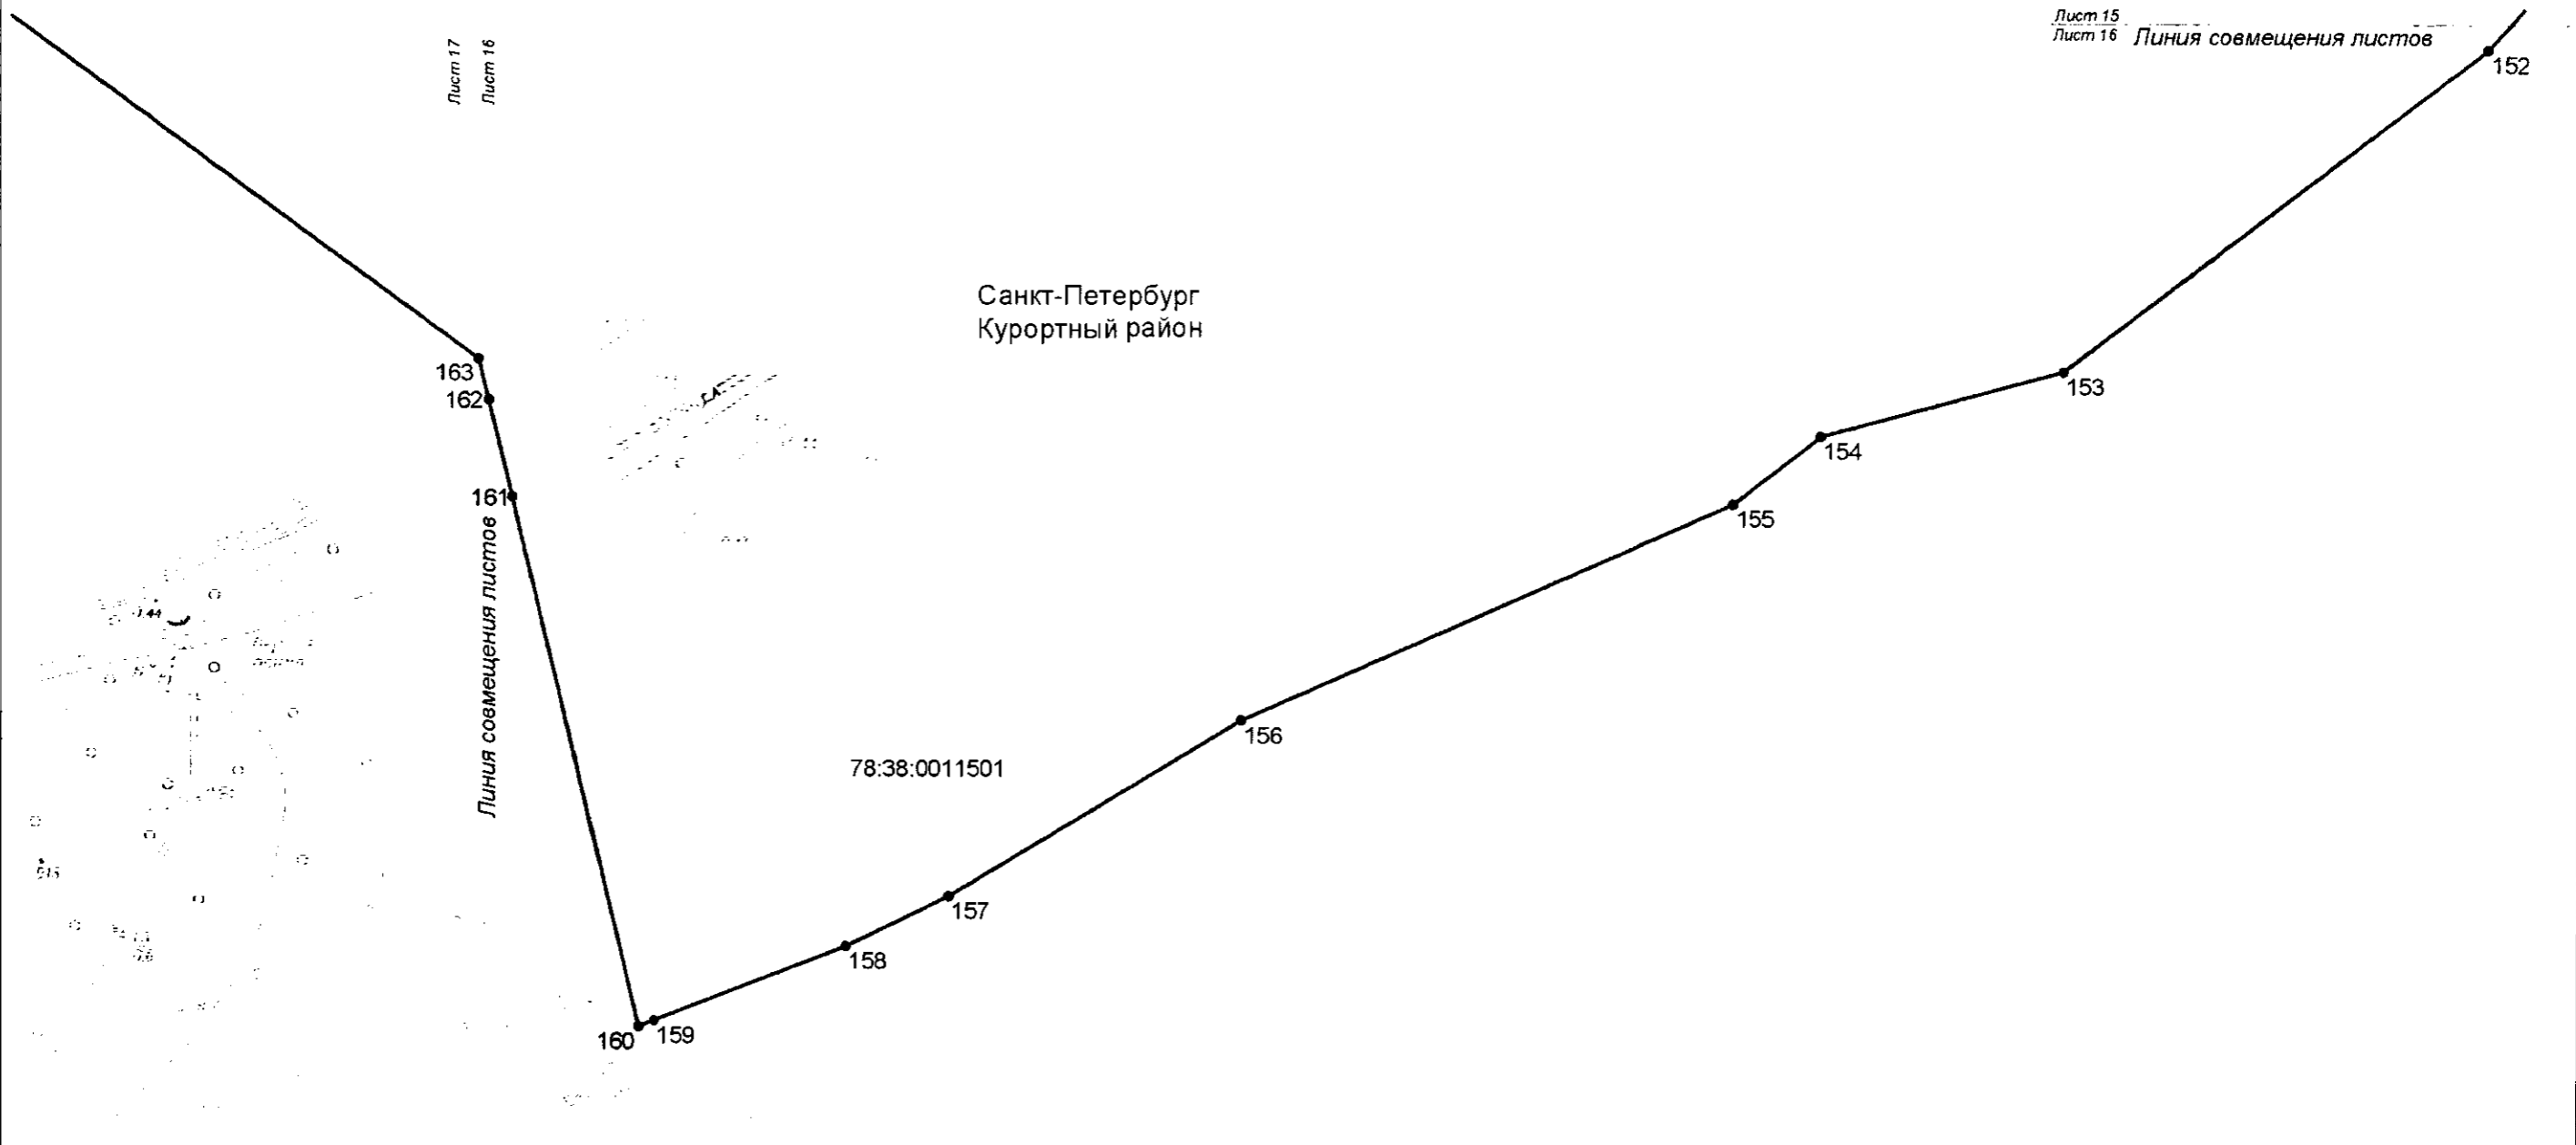 Лист 15
Лист 16 Линия совмещения листов
152
Лист 17
Лист 16
Санкт-Петербург
Курортный район
163
162
153
154
161
155
Линия совмещения листов
156
78:38:0011501
157
158
159
160